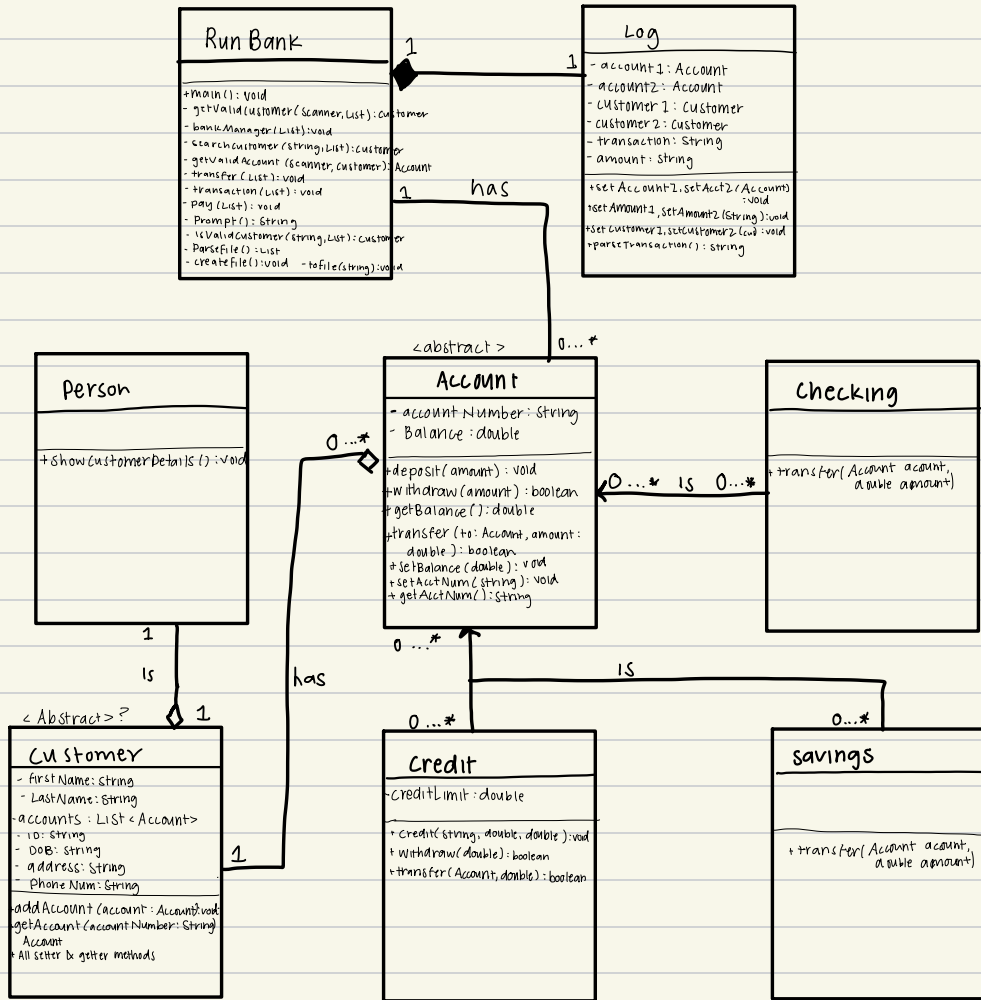 Run Bank
+main(): void
- getValidCustomer(scanner,List):Customer
- bankManager(List):void
- searchCustomer(String,List):Customer
- getValidAccount (scanner, Customer): Account
- transfer (List): void
- transaction(List): void
- Pay(List): void
- Prompt(): String
- isValidCustomer(String,List): Customer
- ParseFile() : List
- createFile():void - toFile(string):void
1
1
Log
- account1: Account
- account2: Account
- customer1: Customer
- customer2: Customer
- transaction: String
- amount: String
+set Account1, setAcct2(Account)
:void
+set Amount1, setAmount2(String):void
+set Customer1, setCustomer2(cus): void
+parseTransaction(): String
1
has
0...*
Person
+showCustomerDetails(): void
1
Is
1
<abstract>
Account
- account Number: String
- Balance: double
+deposit(amount): void
+withdraw(amount): boolean
+getBalance(): double
+transfer (to: Account, amount:
double): boolean
+setBalance(double): void
+setAcctNum(string): void
+ getAcctNum():String
0...*
has
1
Checking
+transfer(Account acount,
double amount)
0...* is 0...*
<Abstract>?
Customer
- firstName: String
- LastName: String
-accounts: List<Account>
- ID: String
- DOB: String
- address: String
- Phone Num: String
+addAccount(account: Account):void
+getAccount(accountNumber: String)
Account
+ All setter & getter methods
0...*
is
0...*
Credit
-creditLimit: double
+ Credit(String, double, double): void
+ withdraw(double): boolean
+transfer(Account, double): boolean
0...*
savings
+transfer(Account acount,
double amount)